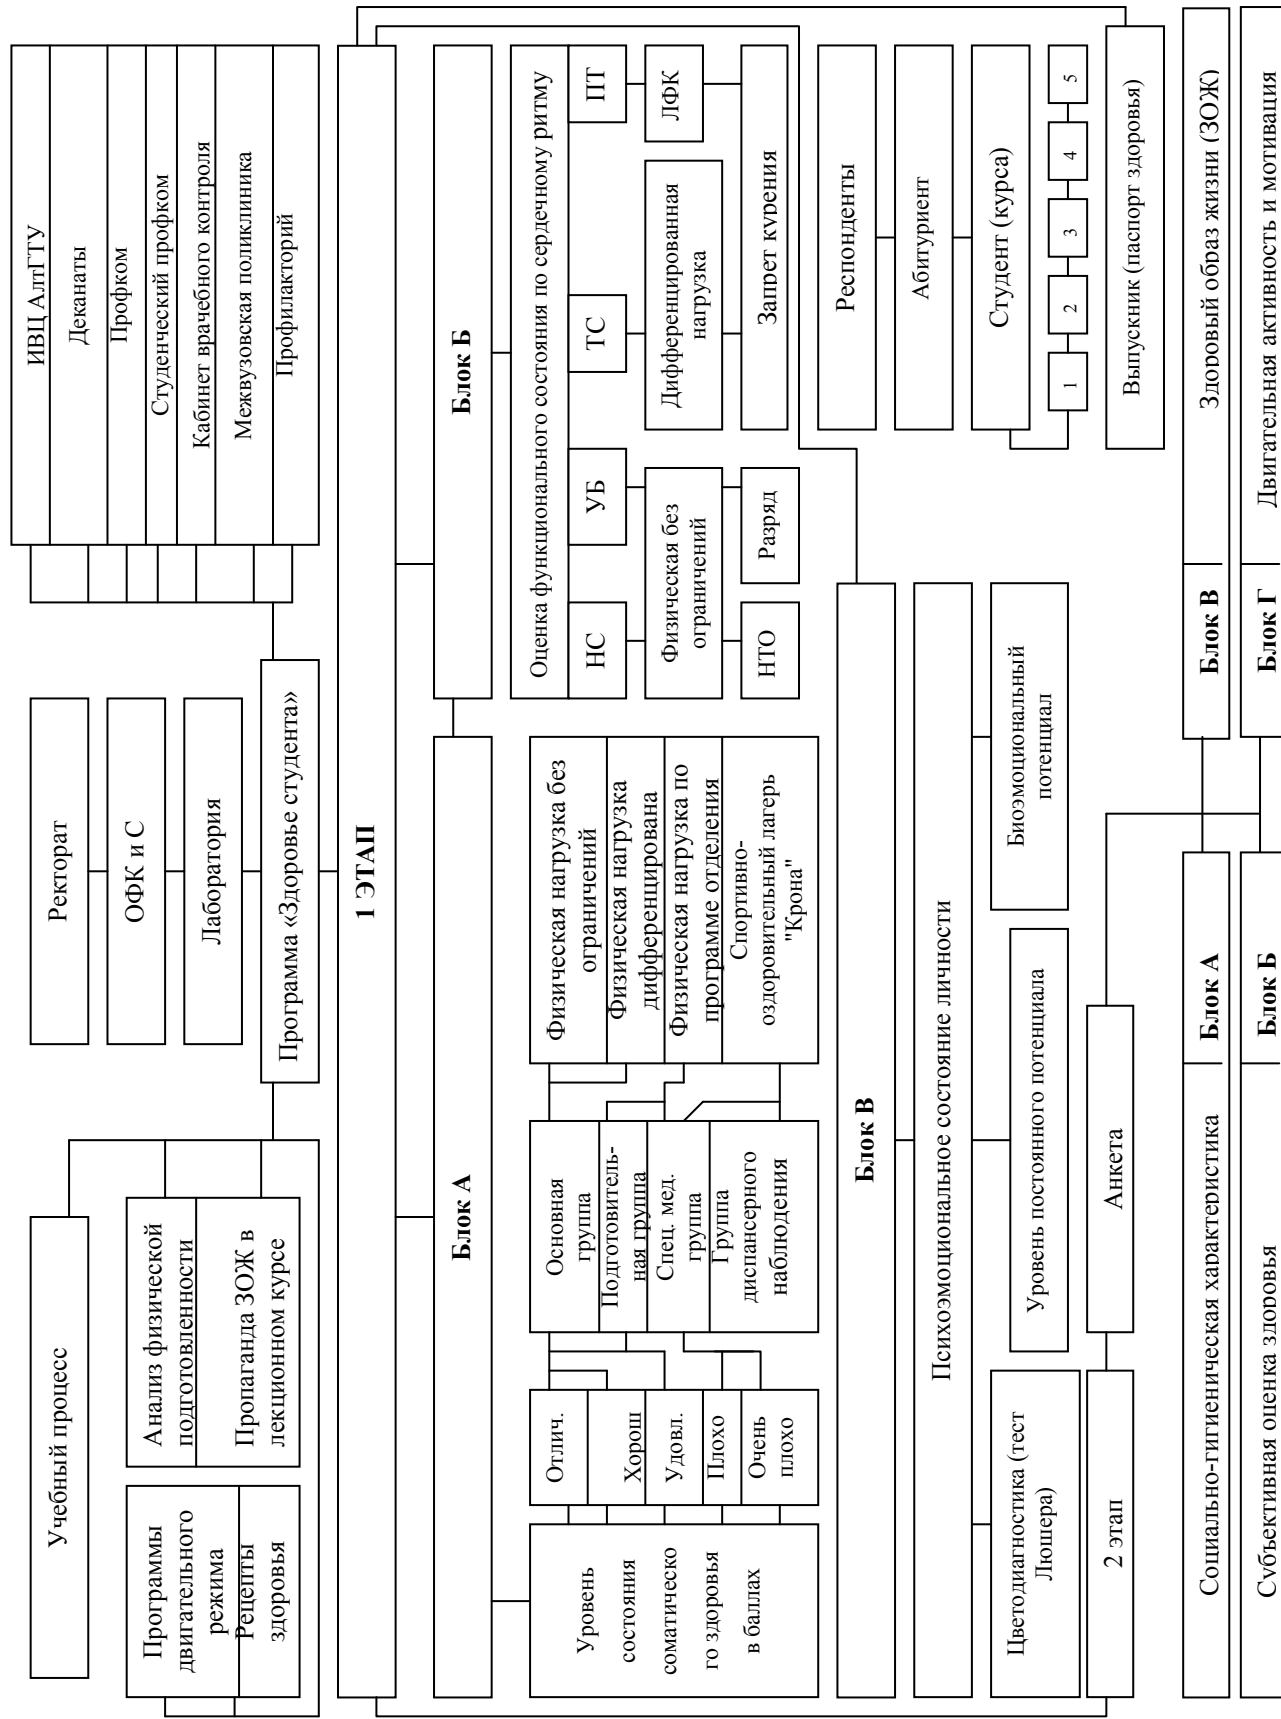 Учебный процесс
Ректорат
ИВЦ АлтГТУ
Деканаты
Профком
Студенческий профком
Кабинет врачебного контроля
Межвузовская поликлиника
Профилакторий
ОФК и С
Лаборатория
Программа «Здоровье студента»
Программы
двигательного
режима
Рецепты
здоровья
Анализ физической
подготовленности
Пропаганда ЗОЖ в
лекционном курсе
1 ЭТАП
Блок А
Блок Б
Уровень
состояния
соматическо
го здоровья
в баллах
Отлич.
Хорош
Удовл.
Плохо
Очень
плохо
Основная
группа
Подготовитель-
ная группа
Спец. мед.
группа
Группа
диспансерного
наблюдения
Физическая нагрузка без
ограничений
Физическая нагрузка
дифференцирована
Физическая нагрузка по
программе отделения
Спортивно-
оздоровительный лагерь
"Крона"
Оценка функционального состояния по сердечному ритму
НС
УБ
ТС
ПТ
Физическая без
ограничений
Дифференцированная
нагрузка
ЛФК
НТО
Разряд
Запрет курения
Блок В
Психоэмоциональное состояние личности
Цветодиагностика (тест
Люшера)
Уровень постоянного потенциала
Биоэмоциональный
потенциал
Респонденты
Абитуриент
Студент (курса)
1 2 3 4 5
Выпускник (паспорт здоровья)
2 этап
Анкета
Социально-гигиеническая характеристика
Блок А
Блок В
Здоровый образ жизни (ЗОЖ)
Субъективная оценка здоровья
Блок Б
Блок Г
Двигательная активность и мотивация